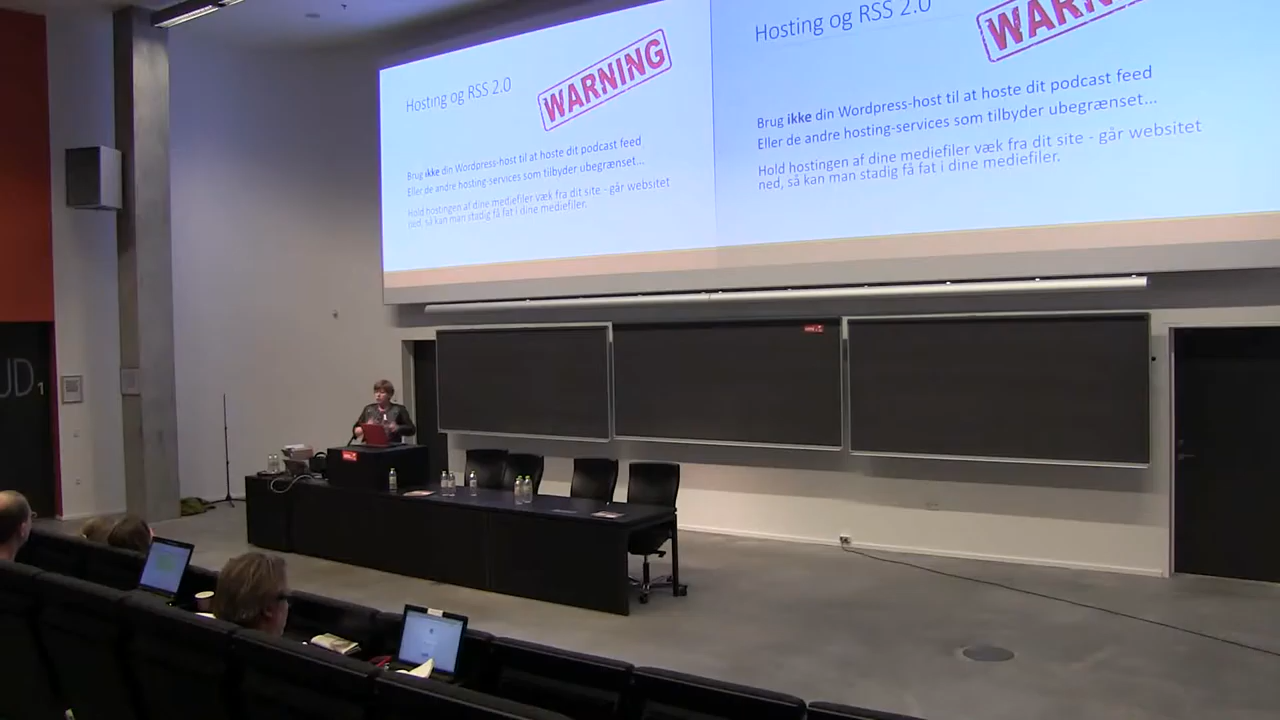 Hosting og RSS 2.0
WARNING
Brug ikke din Wordpress-host til at hoste dit podcast feed
Eller de andre hosting-services som tilbyder ubegrænset...
Hold hostingen af dine mediefiler væk fra dit site - går websitet
ned, så kan man stadig få fat i dine mediefiler.
Hosting og RSS 2.0
WARN
Brug ikke din Wordpress-host til at hoste dit podcast feed
Eller de andre hosting-services som tilbyder ubegrænset...
Hold hostingen af dine mediefiler væk fra dit site - går websitet
ned, så kan man stadig få fat i dine mediefiler.
UD1